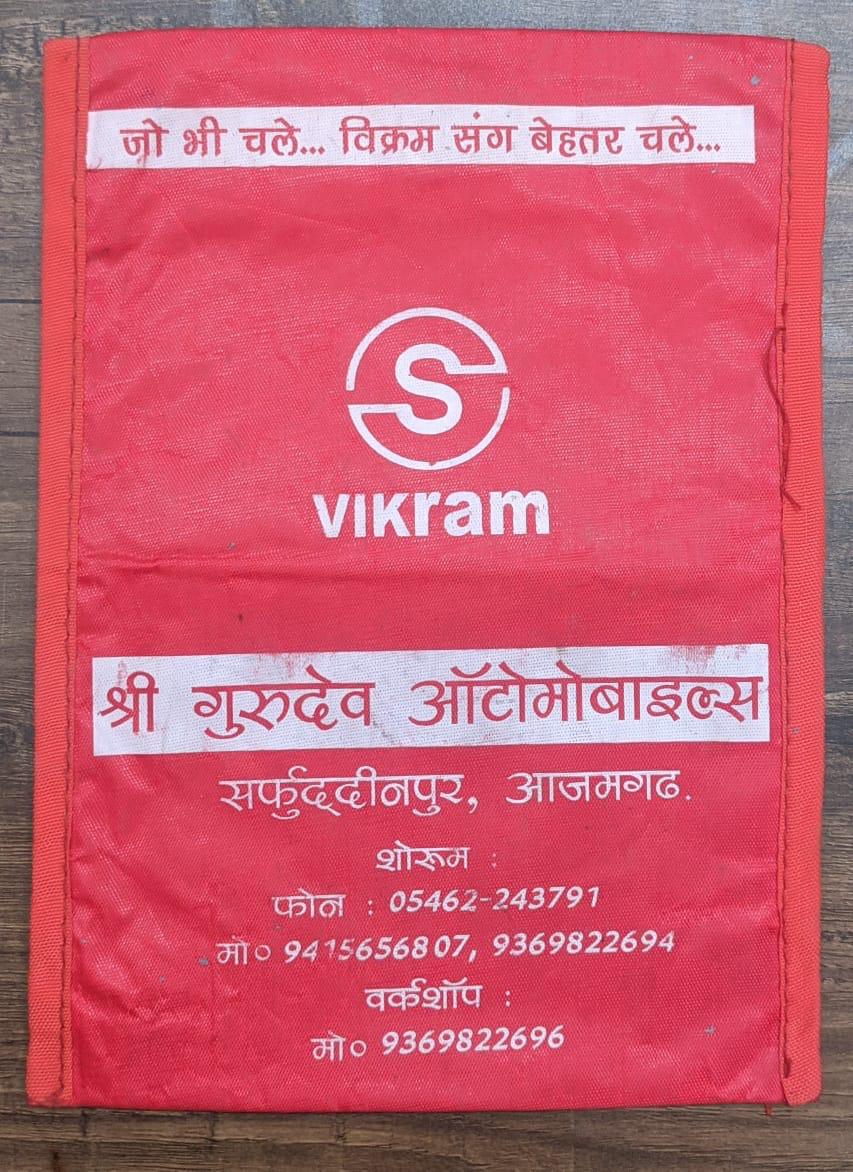 जो भी चले... विक्रम संग बेहतर चले...
S
VIKram
श्री गुरुदेव ऑटोमोबाइल्स
सर्फुद्दीनपुर, आजमगढ.
शोरूम :
फोन : 05462-243791
मो० 9415656807, 9369822694
वर्कशॉप :
मो० 9369822696